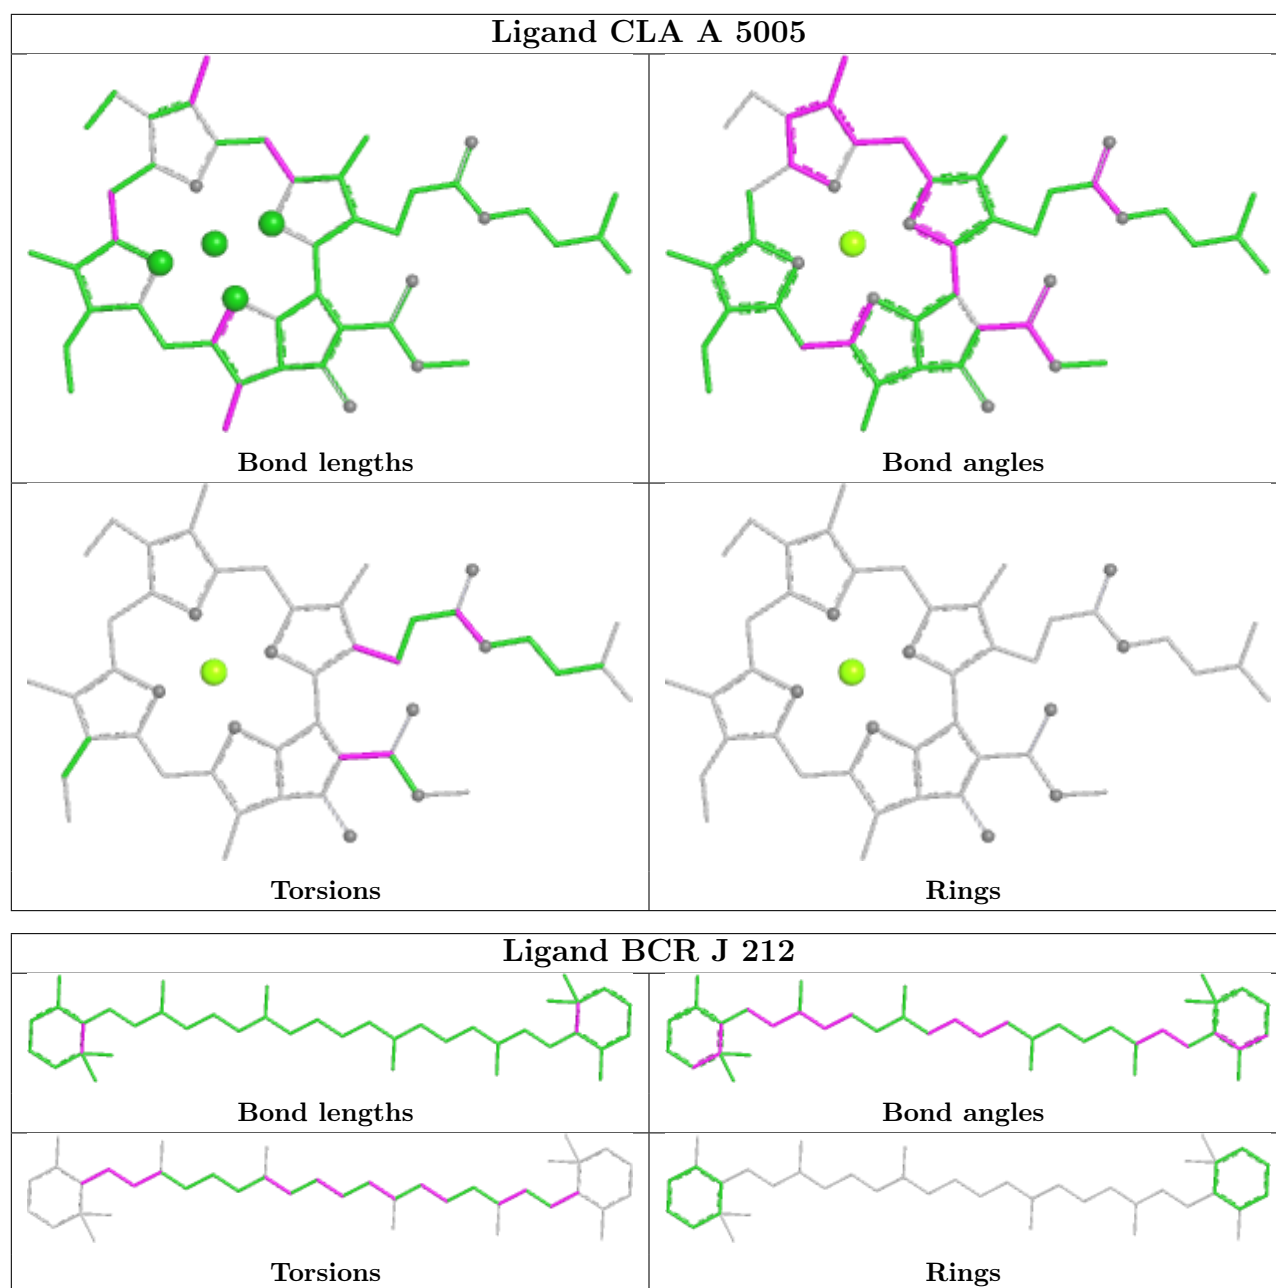 Ligand CLA A 5005
Bond lengths
Bond angles
Torsions
Rings
Ligand BCR J 212
Bond lengths
Bond angles
Torsions
Rings